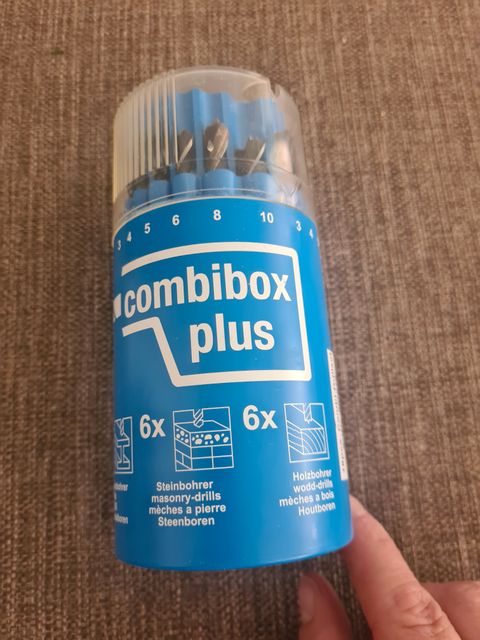 3 4 5 6 8 10 3 4
combibox
plus
6x
6x
Steinbohrer
masonry-drills
mèches a pierre
Steenboren
Holzbohrer
wodd-drills
mèches a bois
Houtboren